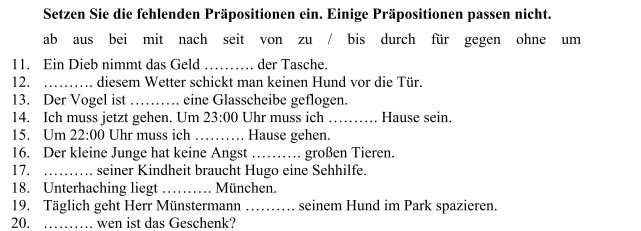 Setzen Sie die fehlenden Präpositionen ein. Einige Präpositionen passen nicht.
ab aus bei mit nach seit von zu / bis durch für gegen ohne um
11. Ein Dieb nimmt das Geld ………. der Tasche.
12. ………. diesem Wetter schickt man keinen Hund vor die Tür.
13. Der Vogel ist ………. eine Glasscheibe geflogen.
14. Ich muss jetzt gehen. Um 23:00 Uhr muss ich ………. Hause sein.
15. Um 22:00 Uhr muss ich ………. Hause gehen.
16. Der kleine Junge hat keine Angst ………. großen Tieren.
17. ………. seiner Kindheit braucht Hugo eine Sehhilfe.
18. Unterhaching liegt ………. München.
19. Täglich geht Herr Münstermann ………. seinem Hund im Park spazieren.
20. ………. wen ist das Geschenk?